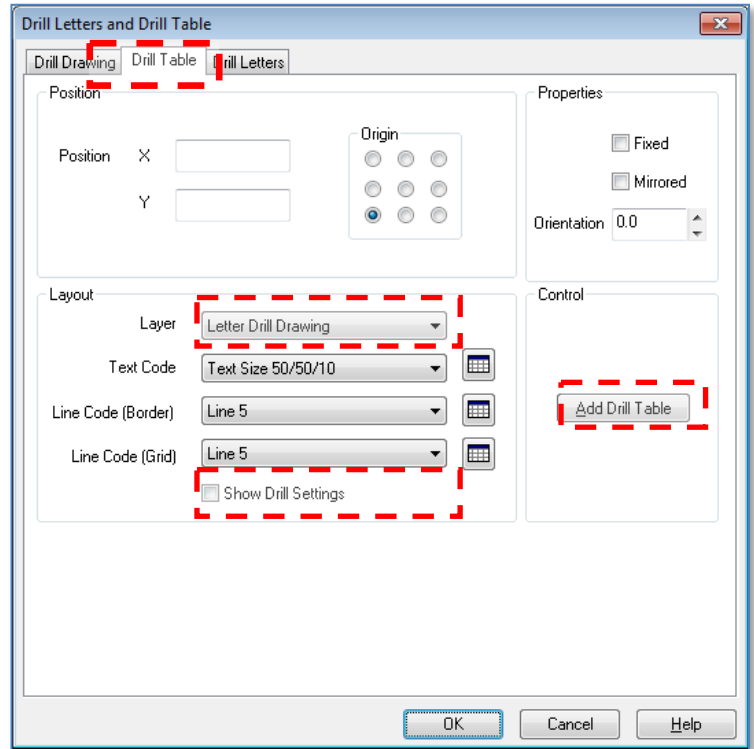 Drill Letters and Drill Table
Drill Drawing
Drill Table
Drill Letters
Position
Position X
Y
Origin
Properties
Fixed
Mirrored
Orientation 0.0
Layout
Layer Letter Drill Drawing
Text Code Text Size 50/50/10
Line Code (Border) Line 5
Line Code (Grid) Line 5
Show Drill Settings
Control
Add Drill Table
OK
Cancel
Help